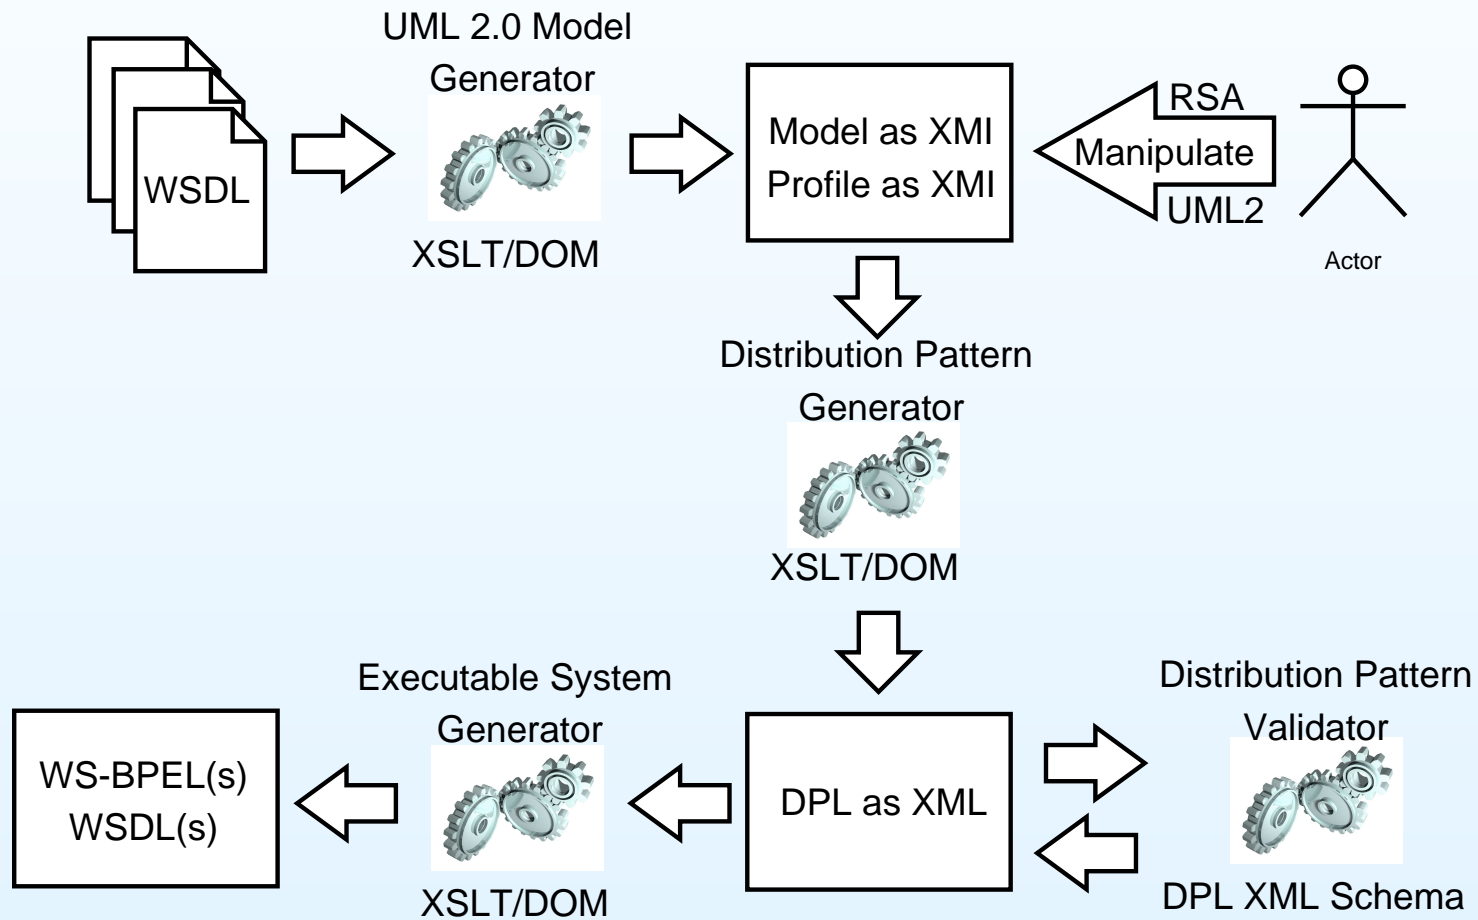 UML 2.0 Model
Generator
WSDL
XSLT/DOM
Model as XMI
Profile as XMI
RSA
Manipulate
UML2
Actor
Distribution Pattern
Generator
XSLT/DOM
Executable System
Generator
XSLT/DOM
WS-BPEL(s)
WSDL(s)
DPL as XML
Distribution Pattern
Validator
DPL XML Schema